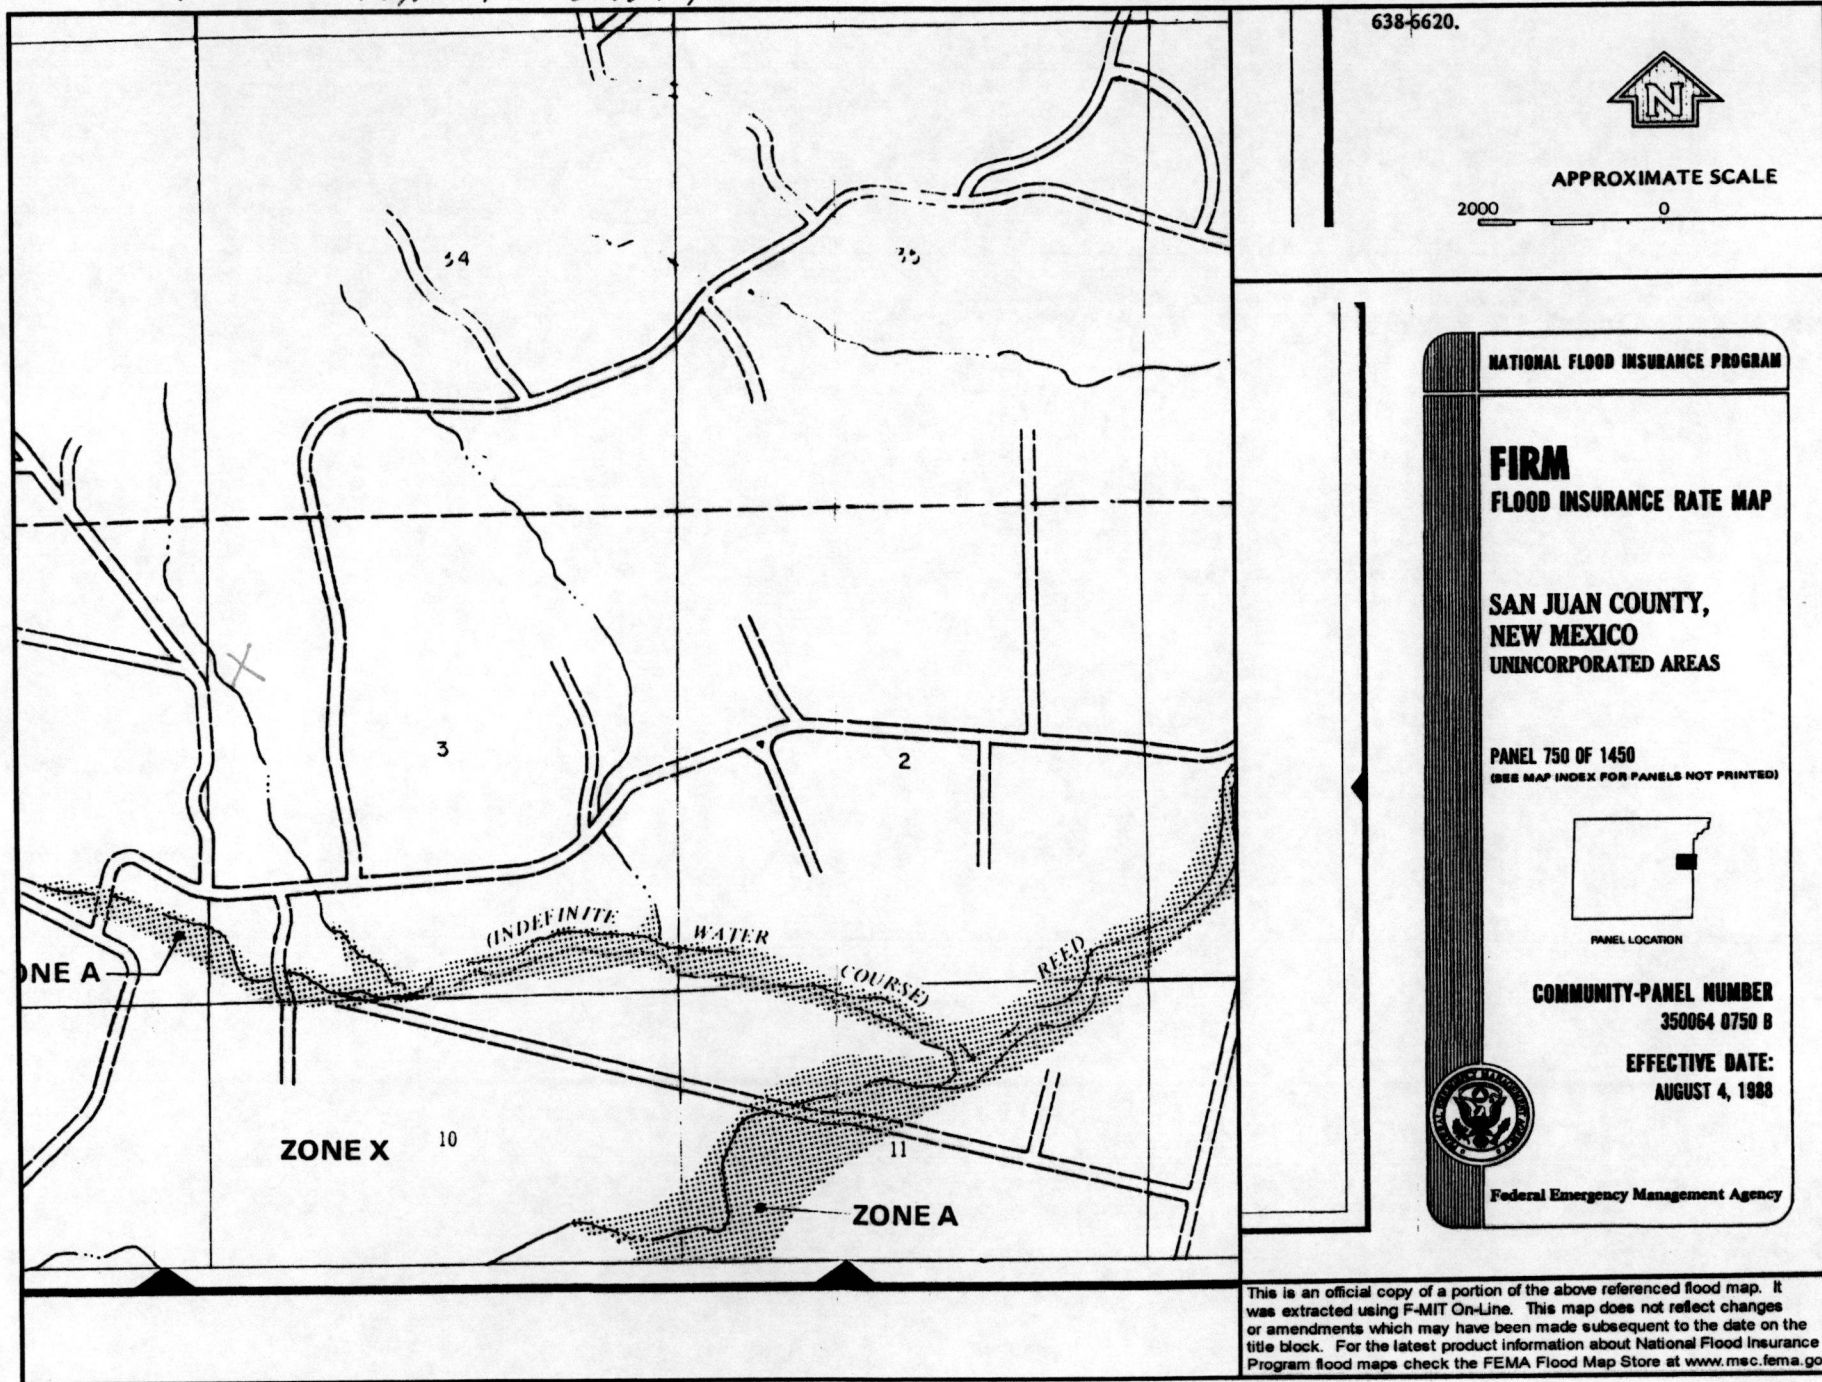 638-6620.
N
APPROXIMATE SCALE
2000 0
34
35
3
2
(INDEFINITE WATER COURSE)
REED
ONE A
ZONE X
10
11
ZONE A
NATIONAL FLOOD INSURANCE PROGRAM
FIRM
FLOOD INSURANCE RATE MAP
SAN JUAN COUNTY,
NEW MEXICO
UNINCORPORATED AREAS
PANEL 750 OF 1450
(SEE MAP INDEX FOR PANELS NOT PRINTED)
PANEL LOCATION
COMMUNITY-PANEL NUMBER
350064 0750 B
EFFECTIVE DATE:
AUGUST 4, 1988
Federal Emergency Management Agency
This is an official copy of a portion of the above referenced flood map. It
was extracted using F-MIT On-Line. This map does not reflect changes
or amendments which may have been made subsequent to the date on the
title block. For the latest product information about National Flood Insurance
Program flood maps check the FEMA Flood Map Store at www.msc.fema.go